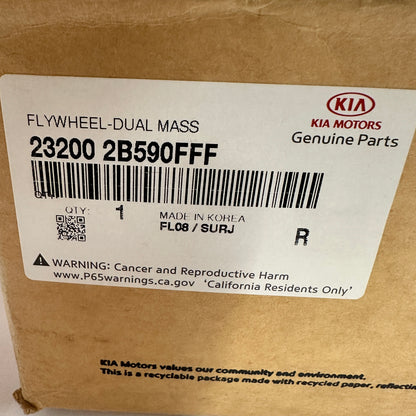 FLYWHEEL-DUAL MASS
KIA
KIA MOTORS
Genuine Parts
23200 2B590FFF
QTY: 1
MADE IN KOREA
FL08 / SURJ
R
WARNING: Cancer and Reproductive Harm
www.P65warnings.ca.gov 'California Residents Only'
KIA Motors values our community and environment.
This is a recyclable package made with recycled paper, reflectin